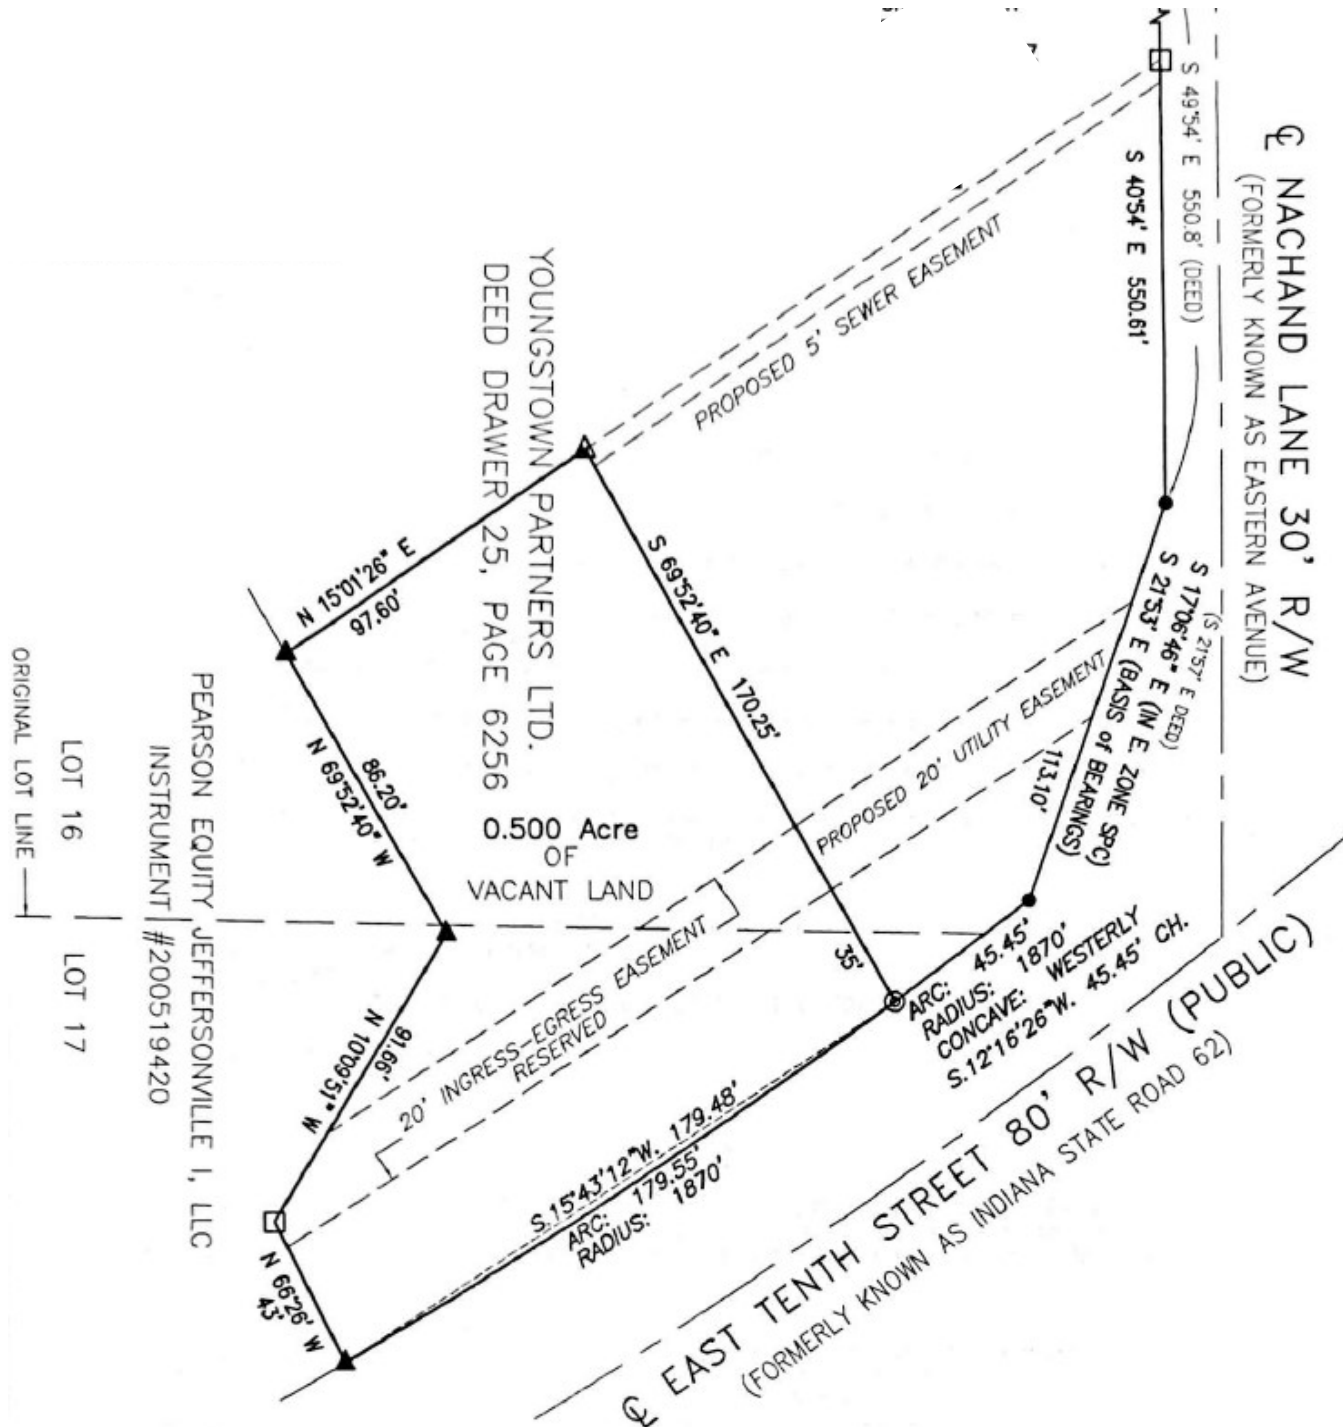 ℄ NACHAND LANE 30' R/W
(FORMERLY KNOWN AS EASTERN AVENUE)
S 49°54' E 550.8' (DEED)
S 40°54' E 550.61'
PROPOSED 5' SEWER EASEMENT
YOUNGSTOWN PARTNERS LTD.
DEED DRAWER 25, PAGE 6256
S 69°52'40" E 170.25'
35'
N 15°01'26" E
97.60'
(S 21°57' E DEED)
S 17°06'46" E (IN E. ZONE SPC)
S 21°53' E (BASIS of BEARINGS)
113.10'
PROPOSED 20' UTILITY EASEMENT
86.20'
N 69°52'40" W
0.500 Acre
OF
VACANT LAND
PEARSON EQUITY JEFFERSONVILLE I, LLC
INSTRUMENT #200519420
LOT 16
LOT 17
ORIGINAL LOT LINE
ARC: 45.45'
RADIUS: 1870'
CONCAVE: WESTERLY
S.12°16'26"W. 45.45' CH.
91.66'
N 10°09'51" W
20' INGRESS-EGRESS EASEMENT
RESERVED
S.15°43'12"W. 179.48'
ARC: 179.55'
RADIUS: 1870'
N 66°26' W
43'
℄ EAST TENTH STREET 80' R/W (PUBLIC)
(FORMERLY KNOWN AS INDIANA STATE ROAD 62)